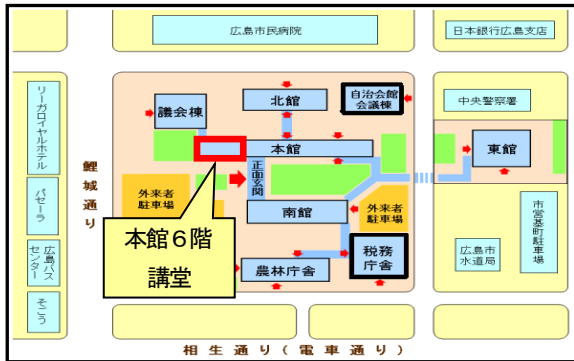 広島市民病院
日本銀行広島支店
リーガロイヤルホテル
パセーラ
広島バスセンター
そごう
鯉城通り
議会棟
北館
自治会館
会議棟
本館
正面玄関
外来者
駐車場
南館
外来者
駐車場
本館6階
講堂
農林庁舎
税務
庁舎
中央警察署
東館
市営基町駐車場
広島市
水道局
相生通り(電車通り)